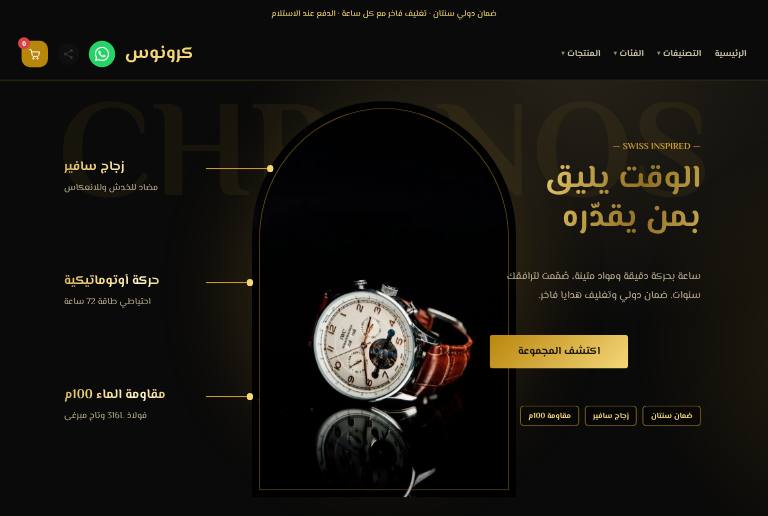 ضمان دولي سنتان · تغليف فاخر مع كل ساعة · الدفع عند الاستلام
الرئيسية التصنيفات الفئات المنتجات
كرونوس
0
CHRONOS
— SWISS INSPIRED —
الوقت يليق
بمن يقدّره
ساعة بحركة دقيقة ومواد متينة، صُمّمت لترافقك
سنوات. ضمان دولي وتغليف هدايا فاخر.
اكتشف المجموعة
ضمان سنتان
زجاج سافير
مقاومة 100م
زجاج سافير
مضاد للخدش وللانعكاس
حركة أوتوماتيكية
احتياطي طاقة 72 ساعة
مقاومة الماء 100م
فولاذ 316L وتاج مبرغي
IWC